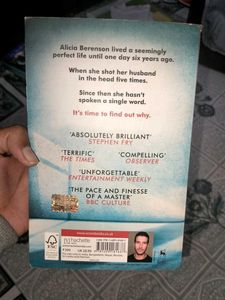 Alicia Berenson lived a seemingly
perfect life until one day six years ago.
When she shot her husband
in the head five times.
Since then she hasn't
spoken a single word.
It's time to find out why.
'ABSOLUTELY BRILLIANT'
STEPHEN FRY
'TERRIFIC'
THE TIMES
'COMPELLING'
OBSERVER
'UNFORGETTABLE'
ENTERTAINMENT WEEKLY
'THE PACE AND FINESSE
OF A MASTER'
BBC CULTURE
hachette
FSC